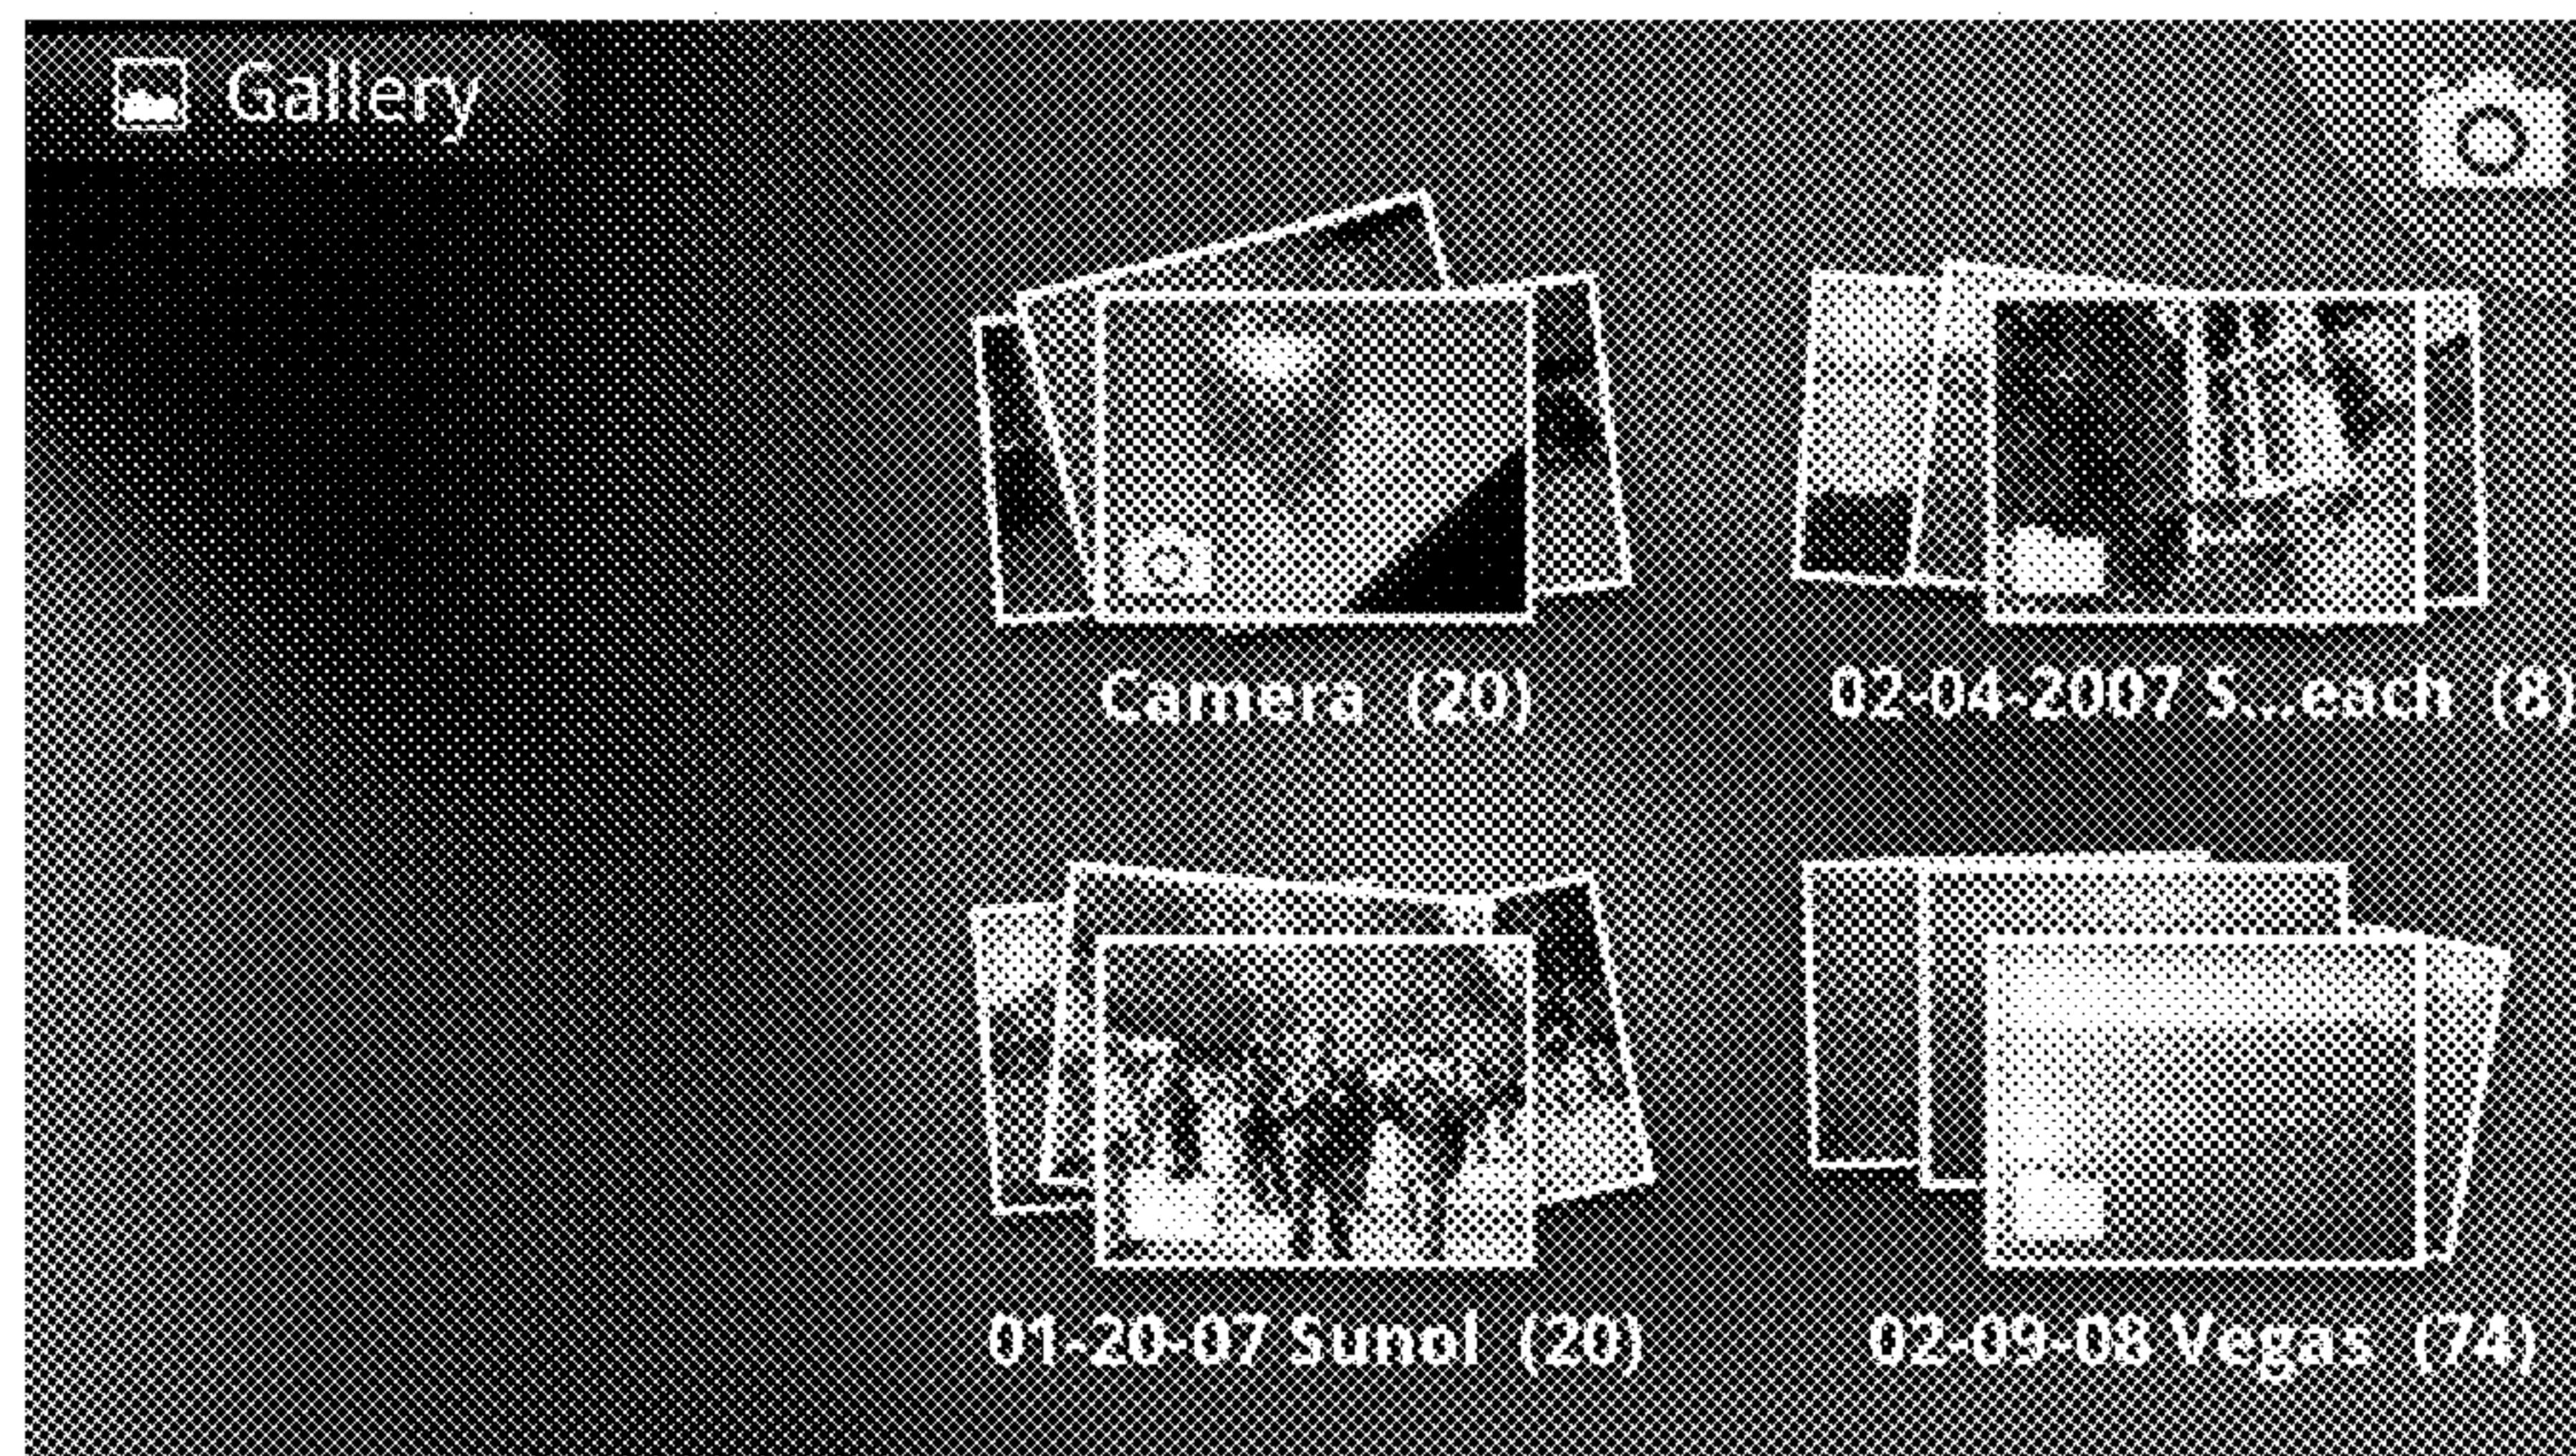 Gallery
Camera (20)
02-04-2007 S...each (8)
01-20-07 Sunol (20)
02-09-08 Vegas (74)